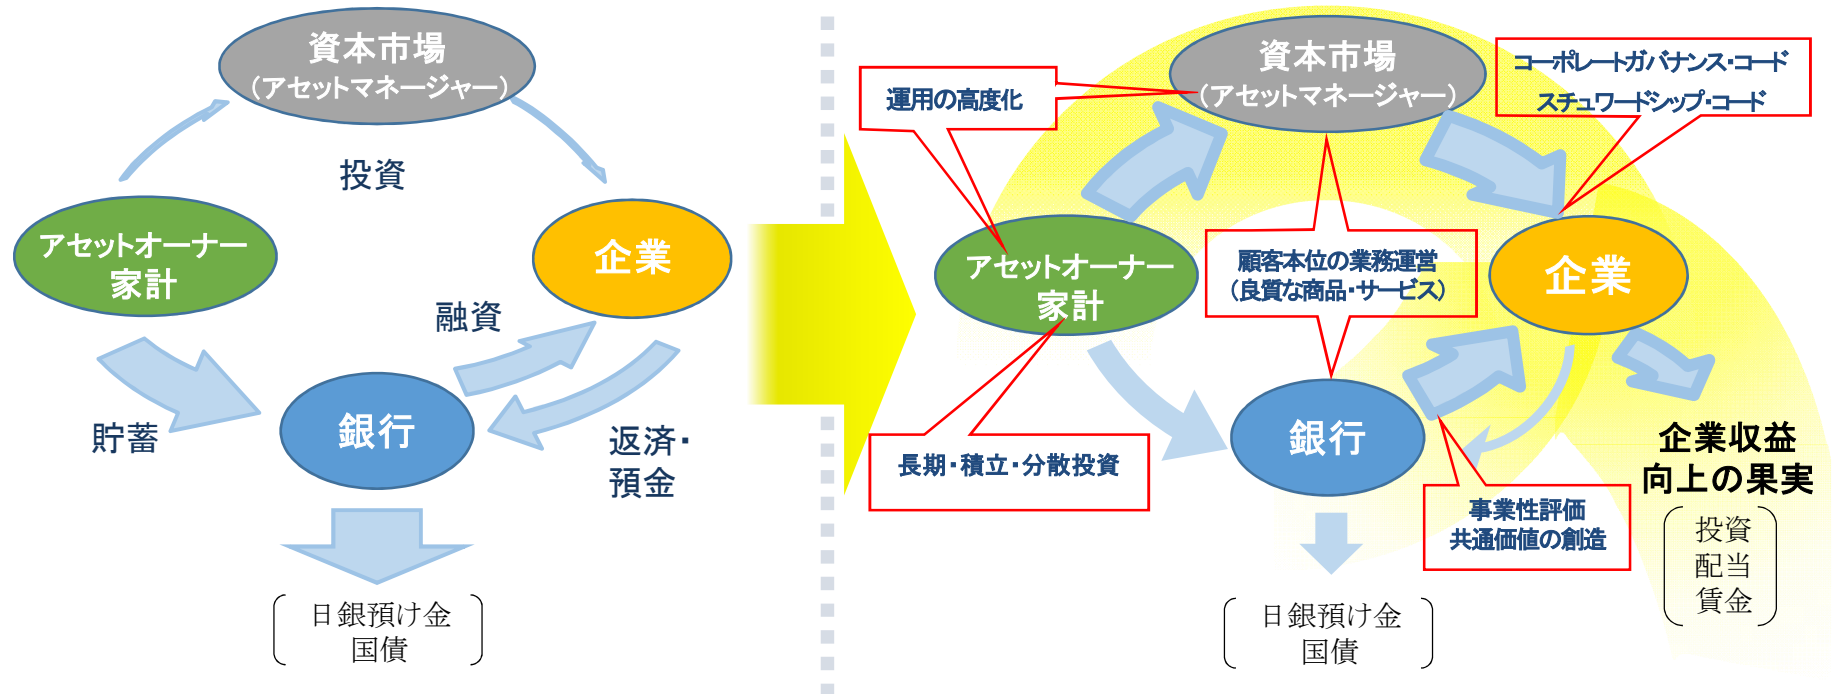 資本市場
（アセットマネージャー）
投資
アセットオーナー
家計
企業
融資
貯蓄
銀行
返済・
預金
日銀預け金
国債
資本市場
（アセットマネージャー）
運用の高度化
コーポレートガバナンス・コード
スチュワードシップ・コード
アセットオーナー
家計
顧客本位の業務運営
（良質な商品・サービス）
企業
長期・積立・分散投資
銀行
事業性評価
共通価値の創造
企業収益
向上の果実
投資
配当
賃金
日銀預け金
国債